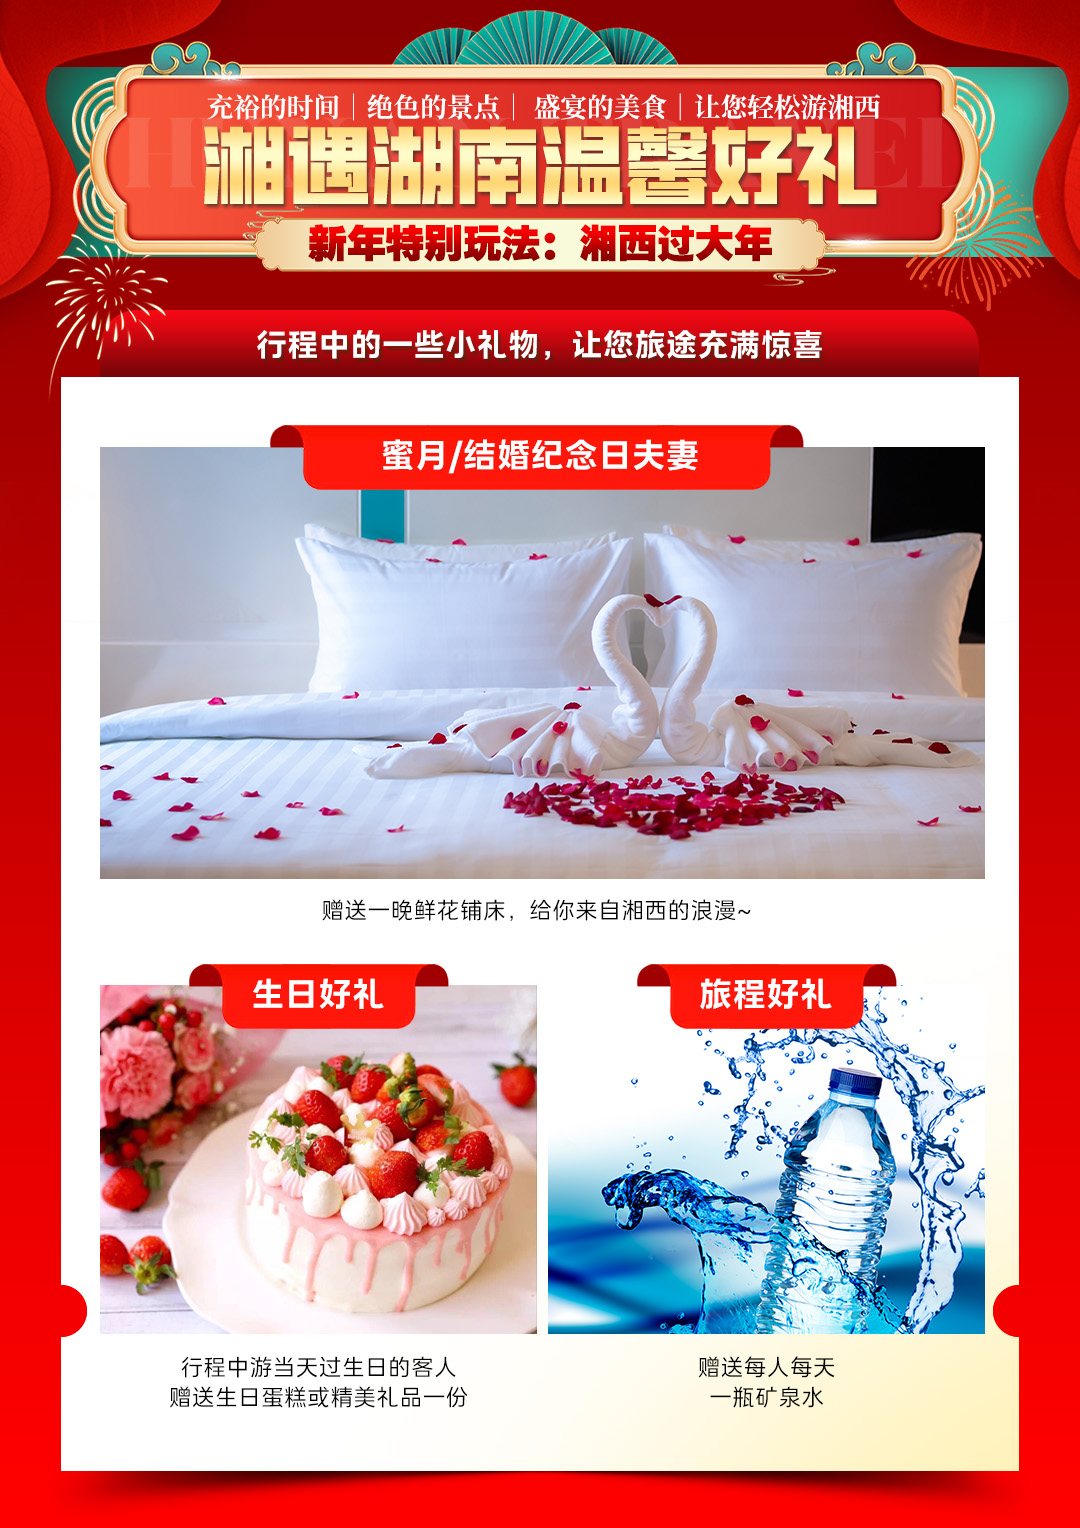 充裕的时间｜绝色的景点｜盛宴的美食｜让您轻松游湘西
湘遇湖南温馨好礼
新年特别玩法：湘西过大年
行程中的一些小礼物，让您旅途充满惊喜
蜜月/结婚纪念日夫妻
赠送一晚鲜花铺床，给你来自湘西的浪漫~
生日好礼
旅程好礼
行程中游当天过生日的客人
赠送生日蛋糕或精美礼品一份
赠送每人每天
一瓶矿泉水